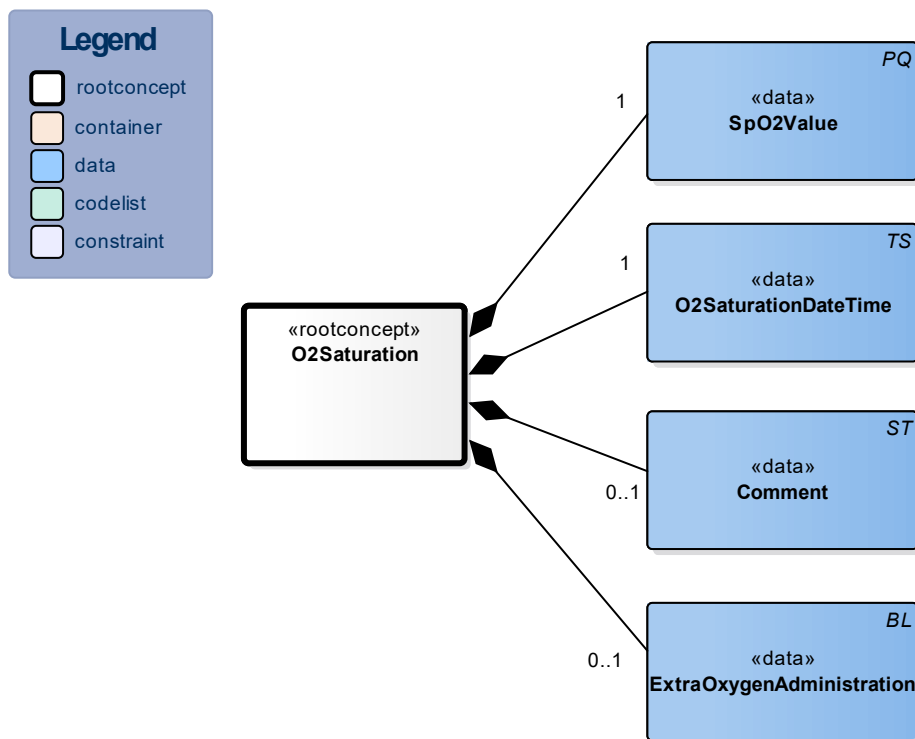 Legend
rootconcept
container
data
codelist
constraint
PQ
1
«data»
SpO2Value
TS
1
«data»
O2SaturationDateTime
«rootconcept»
O2Saturation
ST
«data»
Comment
0..1
BL
«data»
0..1
ExtraOxygenAdministration